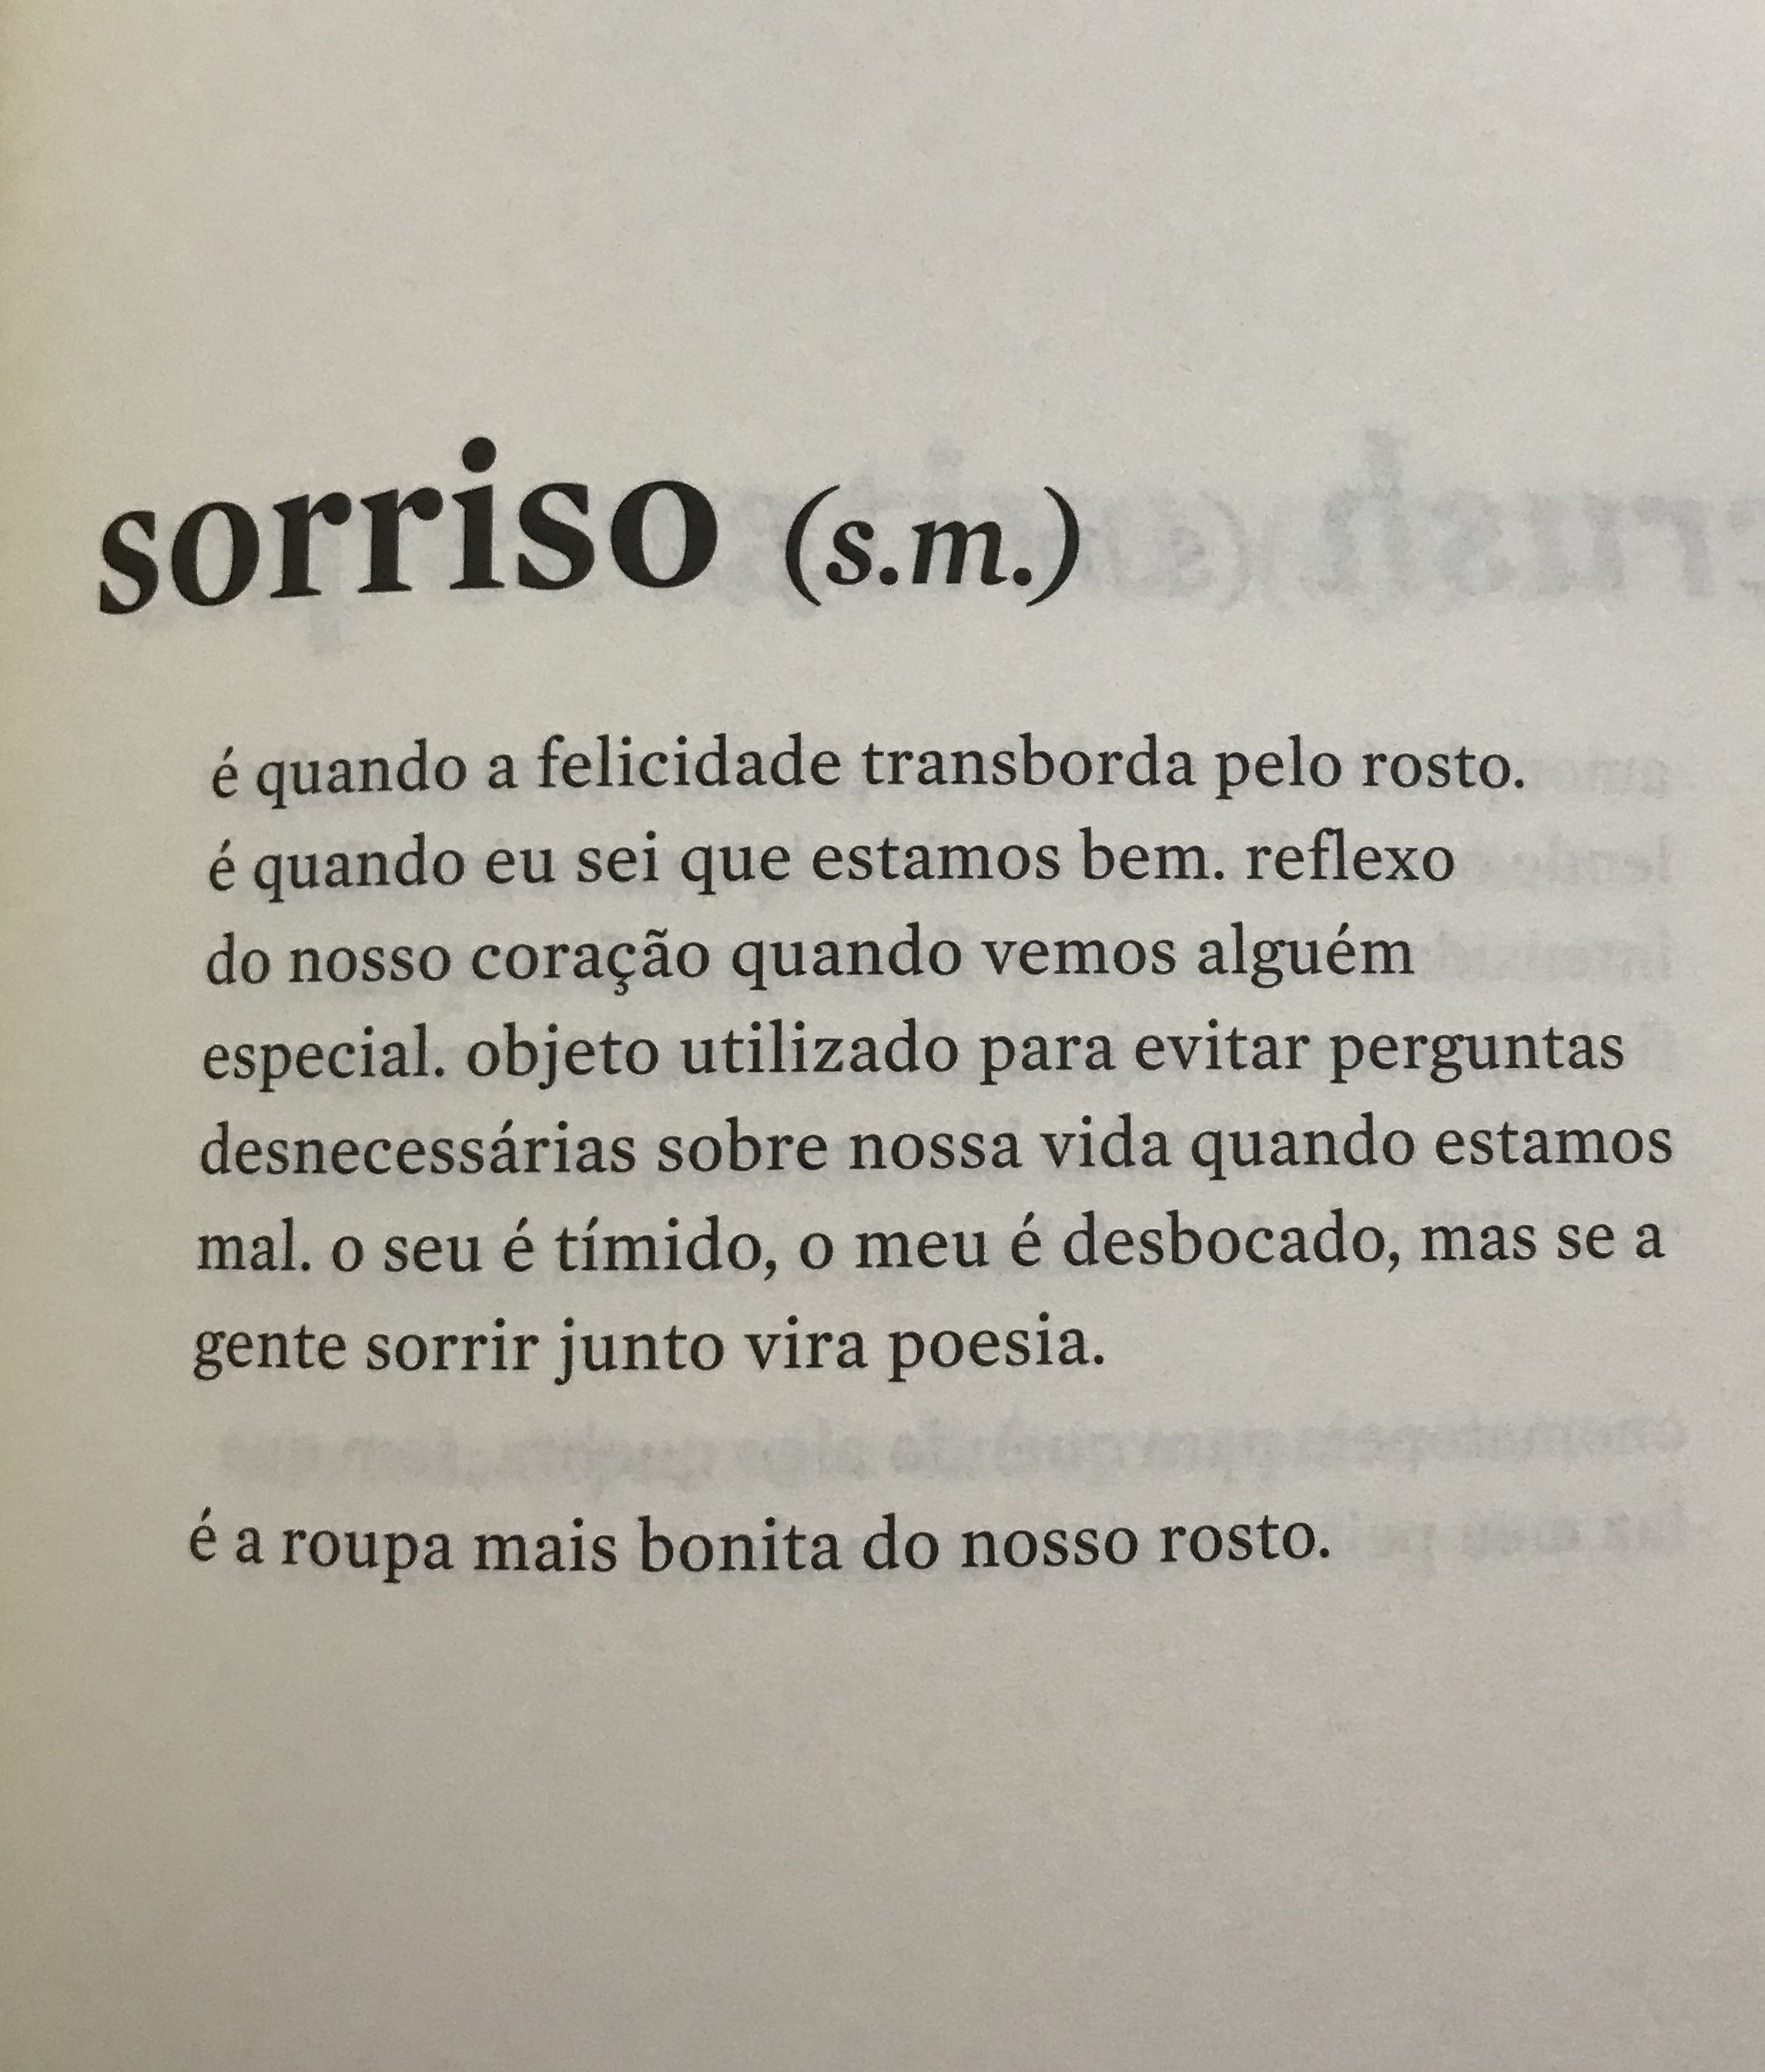 sorriso (s.m.)
é quando a felicidade transborda pelo rosto.
é quando eu sei que estamos bem. reflexo
do nosso coração quando vemos alguém
especial. objeto utilizado para evitar perguntas
desnecessárias sobre nossa vida quando estamos
mal. o seu é tímido, o meu é desbocado, mas se a
gente sorrir junto vira poesia.
é a roupa mais bonita do nosso rosto.